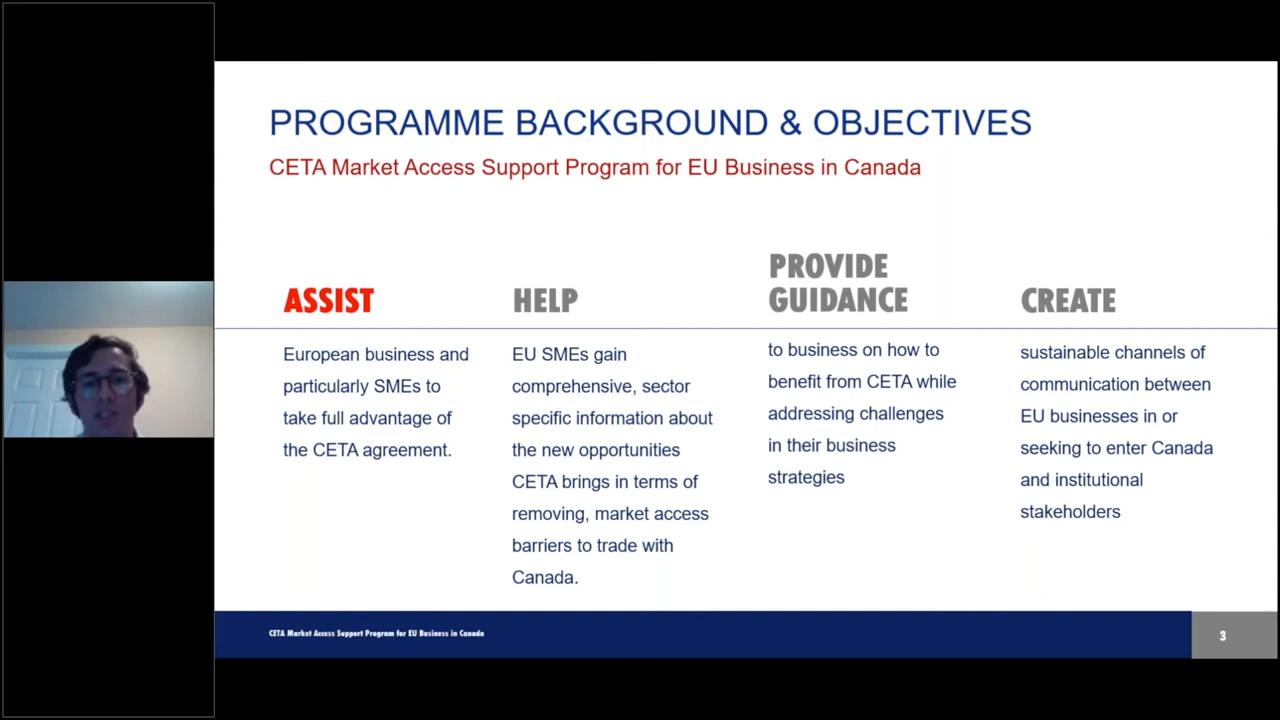 PROGRAMME BACKGROUND & OBJECTIVES
CETA Market Access Support Program for EU Business in Canada
ASSIST
European business and
particularly SMEs to
take full advantage of
the CETA agreement.
HELP
EU SMEs gain
comprehensive, sector
specific information about
the new opportunities
CETA brings in terms of
removing, market access
barriers to trade with
Canada.
PROVIDE
GUIDANCE
to business on how to
benefit from CETA while
addressing challenges
in their business
strategies
CREATE
sustainable channels of
communication between
EU businesses in or
seeking to enter Canada
and institutional
stakeholders
CETA Market Access Support Program for EU Business in Canada
3